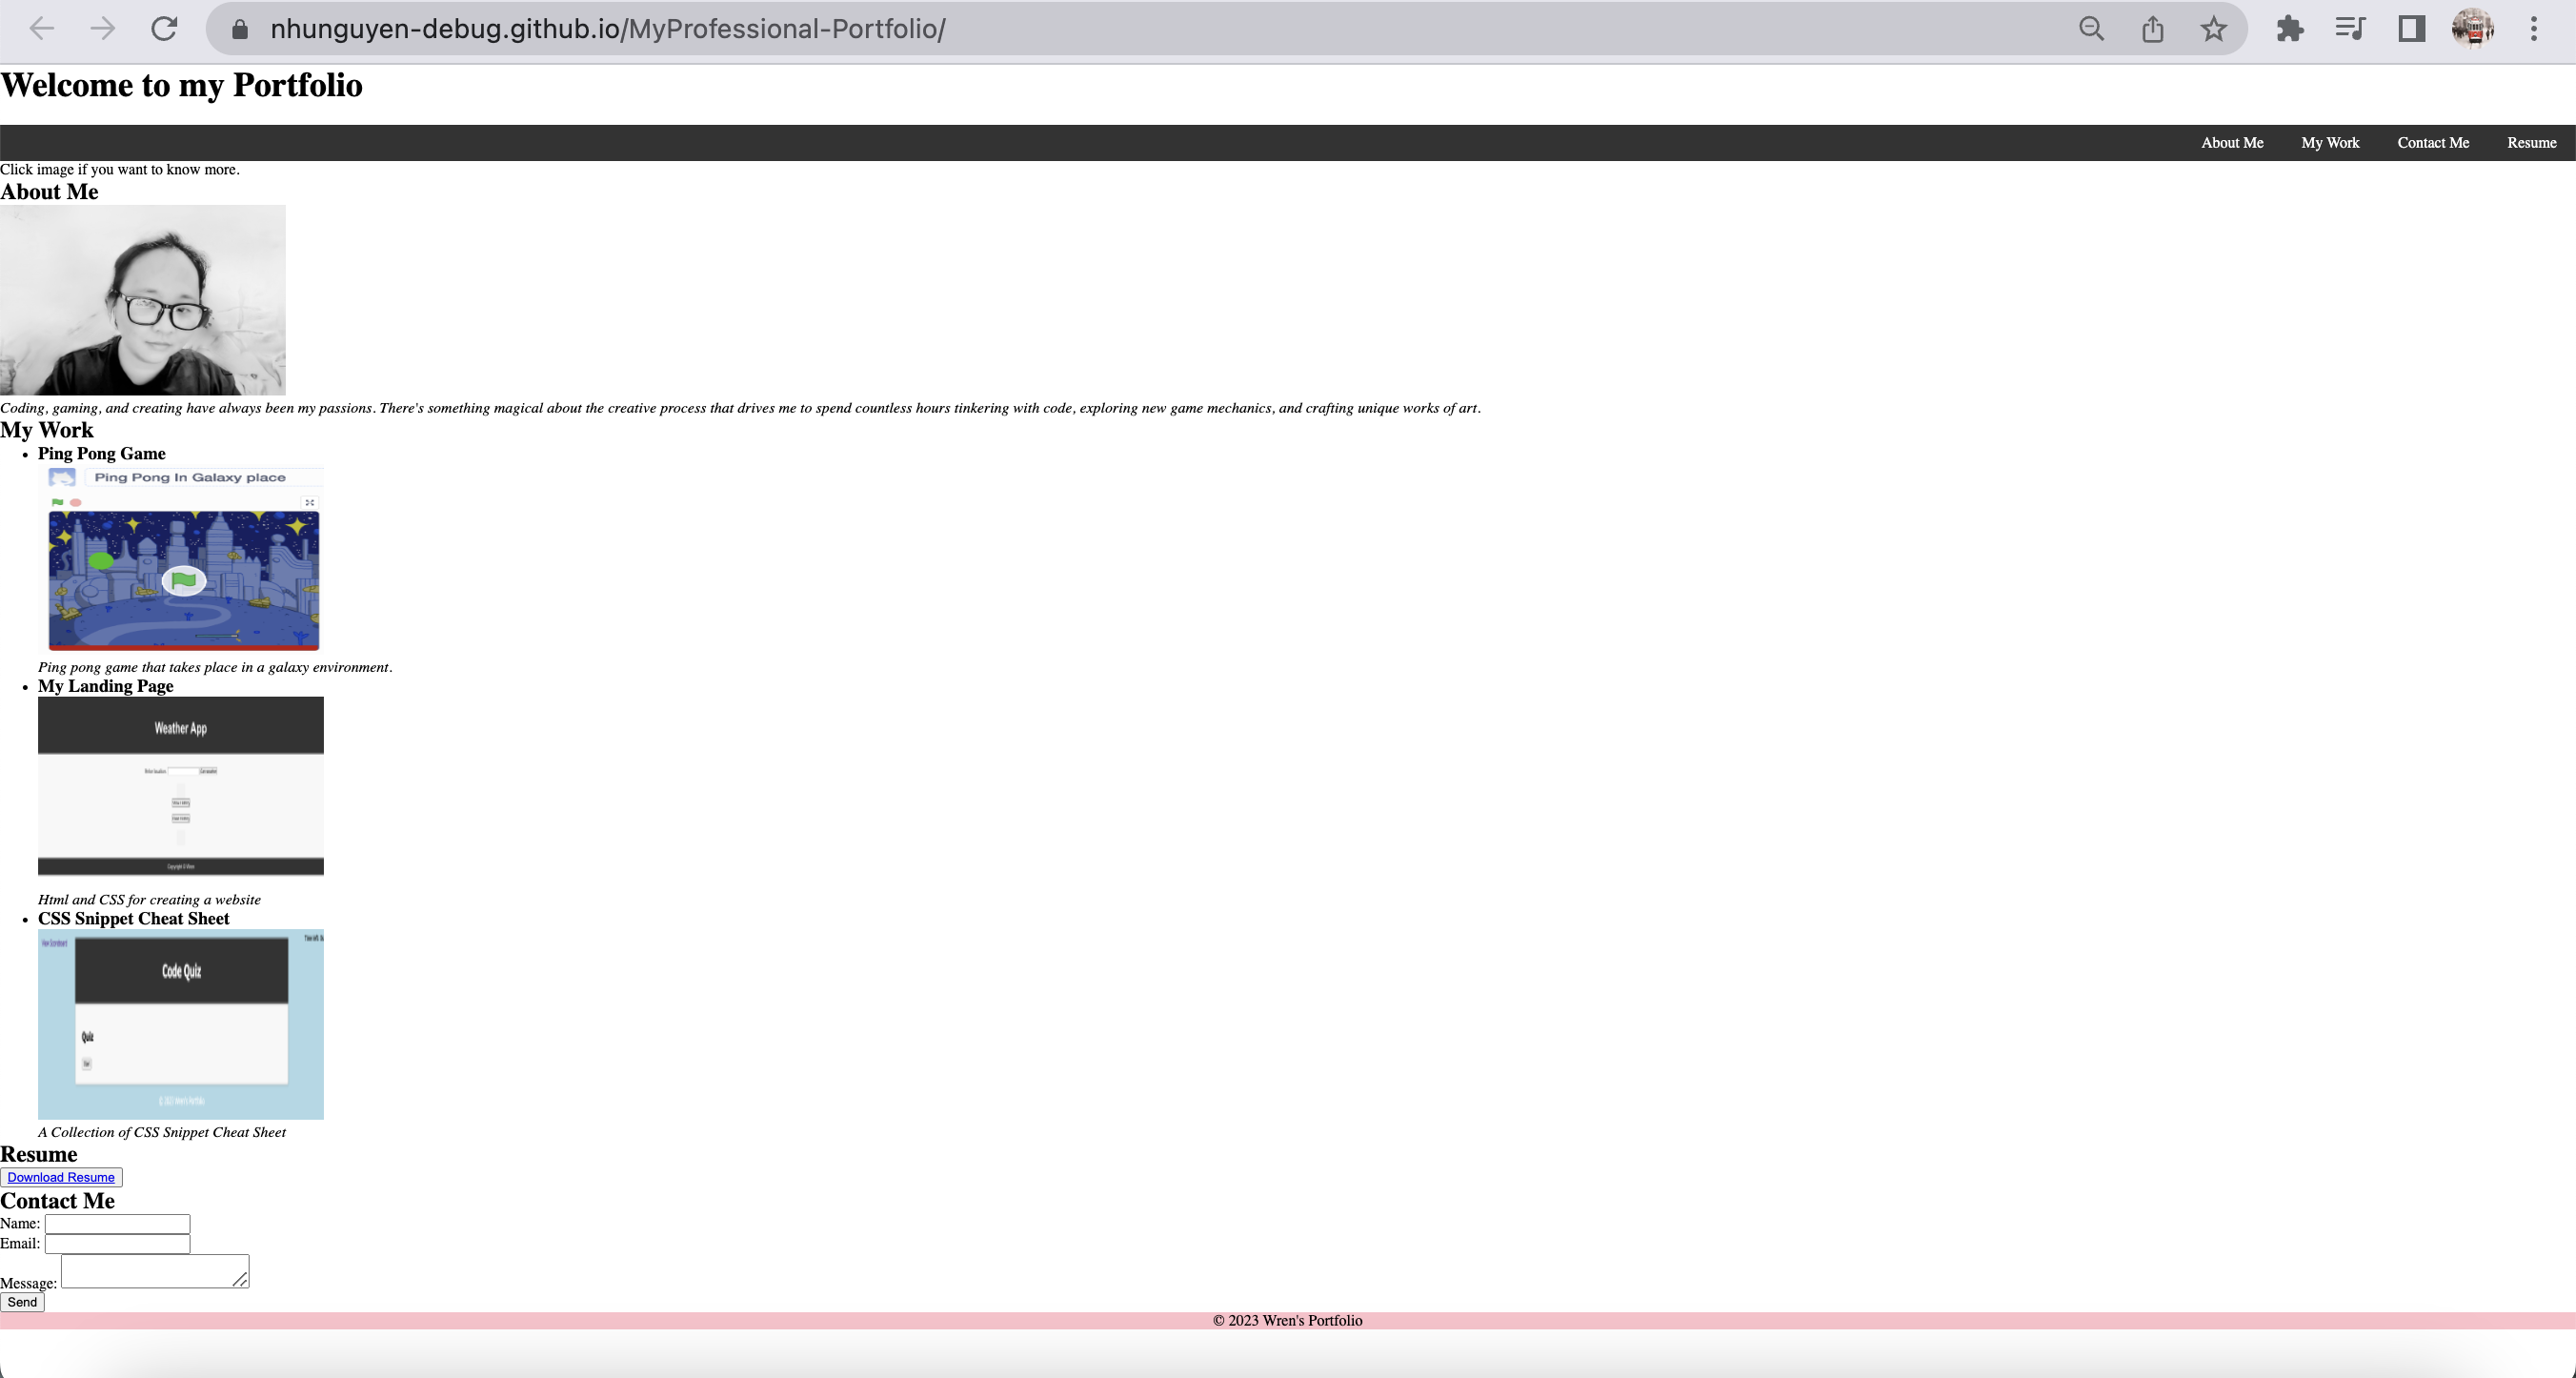 nhunguyen-debug.github.io/MyProfessional-Portfolio/
Welcome to my Portfolio
About Me My Work Contact Me Resume
Click image if you want to know more.
About Me
Coding, gaming, and creating have always been my passions. There's something magical about the creative process that drives me to spend countless hours tinkering with code, exploring new game mechanics, and crafting unique works of art.
My Work
• Ping Pong Game
Ping Pong In Galaxy place
Ping pong game that takes place in a galaxy environment.
• My Landing Page
Weather App
Html and CSS for creating a website
• CSS Snippet Cheat Sheet
Code Quiz
Quiz
A Collection of CSS Snippet Cheat Sheet
Resume
Download Resume
Contact Me
Name:
Email:
Message:
Send
© 2023 Wren's Portfolio